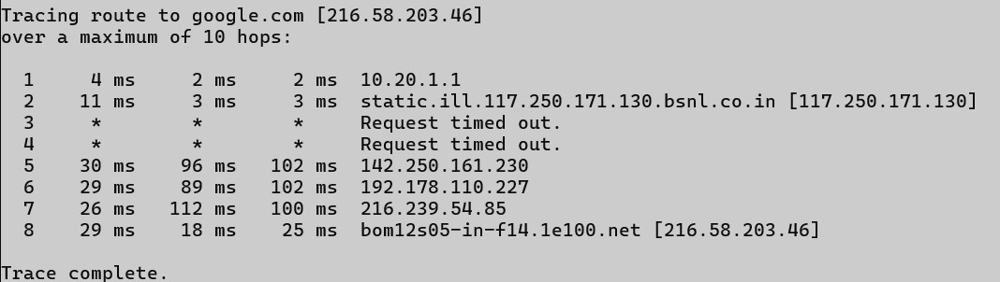 Tracing route to google.com [216.58.203.46]
over a maximum of 10 hops:

  1     4 ms     2 ms     2 ms  10.20.1.1
  2    11 ms     3 ms     3 ms  static.ill.117.250.171.130.bsnl.co.in [117.250.171.130]
  3     *        *        *     Request timed out.
  4     *        *        *     Request timed out.
  5    30 ms    96 ms   102 ms  142.250.161.230
  6    29 ms    89 ms   102 ms  192.178.110.227
  7    26 ms   112 ms   100 ms  216.239.54.85
  8    29 ms    18 ms    25 ms  bom12s05-in-f14.1e100.net [216.58.203.46]

Trace complete.